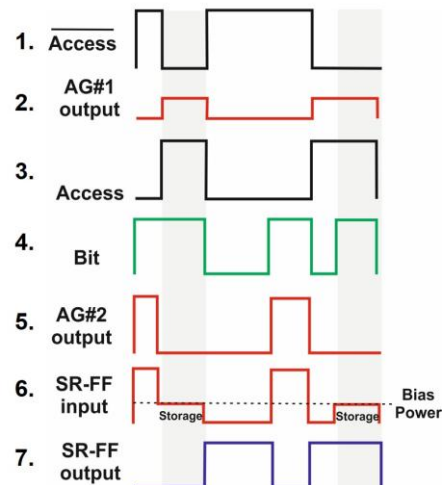 1. Access
2. AG#1
output
3. Access
4. Bit
5. AG#2
output
6. SR-FF
input
Storage
Storage
Bias
Power
7. SR-FF
output